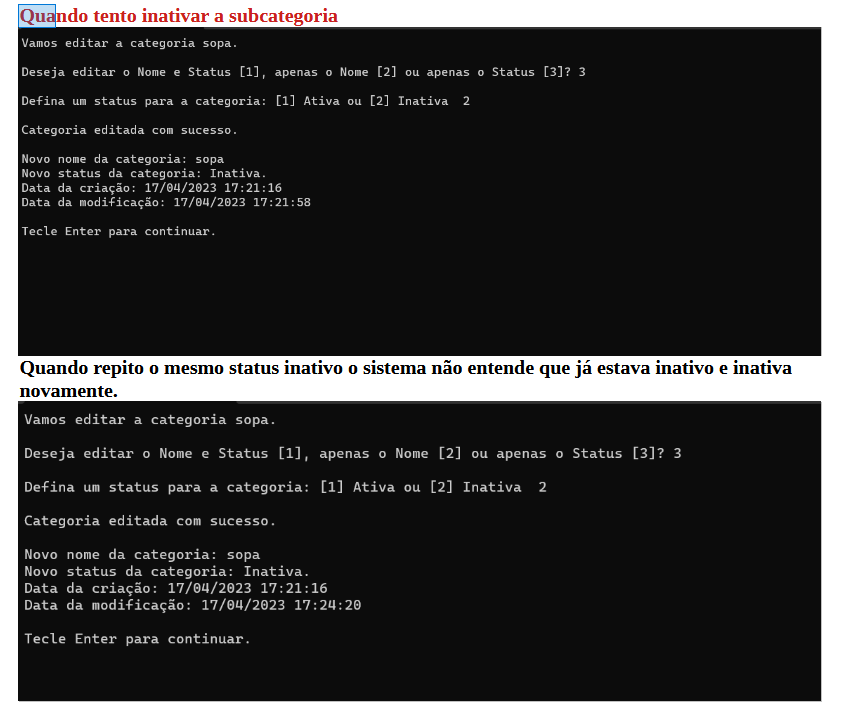 Quando tento inativar a subcategoria
Vamos editar a categoria sopa.
Deseja editar o Nome e Status [1], apenas o Nome [2] ou apenas o Status [3]? 3
Defina um status para a categoria: [1] Ativa ou [2] Inativa  2
Categoria editada com sucesso.
Novo nome da categoria: sopa
Novo status da categoria: Inativa.
Data da criação: 17/04/2023 17:21:16
Data da modificação: 17/04/2023 17:21:58
Tecle Enter para continuar.
Quando repito o mesmo status inativo o sistema não entende que já estava inativo e inativa
novamente.
Vamos editar a categoria sopa.
Deseja editar o Nome e Status [1], apenas o Nome [2] ou apenas o Status [3]? 3
Defina um status para a categoria: [1] Ativa ou [2] Inativa  2
Categoria editada com sucesso.
Novo nome da categoria: sopa
Novo status da categoria: Inativa.
Data da criação: 17/04/2023 17:21:16
Data da modificação: 17/04/2023 17:24:20
Tecle Enter para continuar.